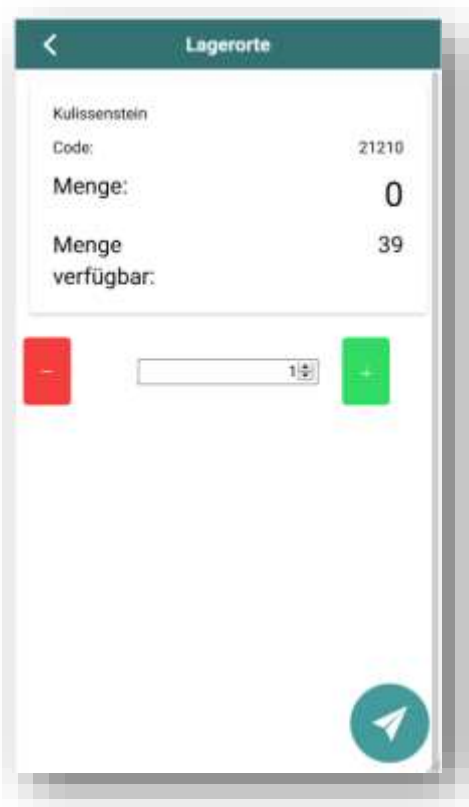 Lagerorte
Kulissenstein
Code: 21210
Menge: 0
Menge 39
verfügbar:
− 1 +